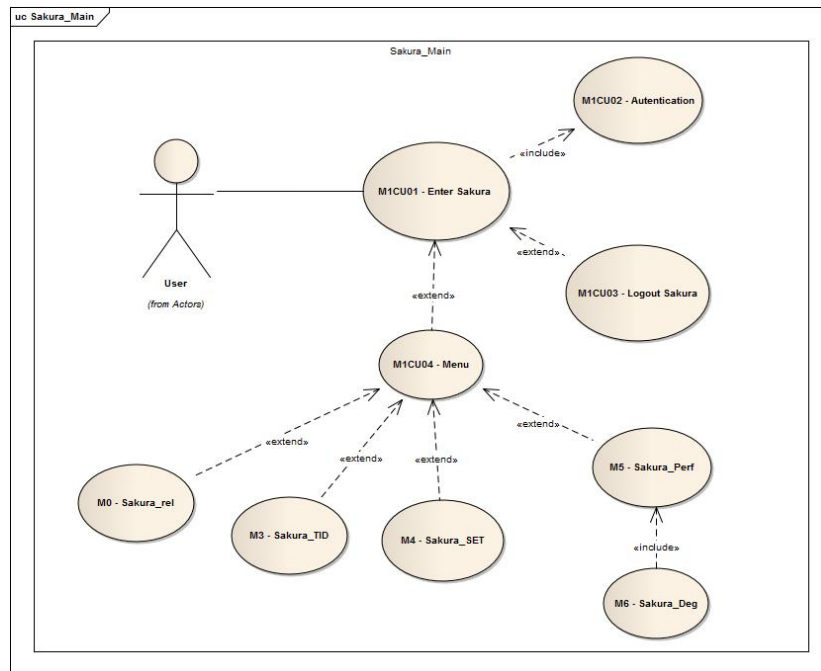 uc Sakura_Main
Sakura_Main
M1CU02 - Autentication
«include»
M1CU01 - Enter Sakura
«extend»
M1CU03 - Logout Sakura
User
(from Actors)
«extend»
M1CU04 - Menu
«extend»
«extend»
«extend»
«extend»
M0 - Sakura_rel
M3 - Sakura_TID
M4 - Sakura_SET
M5 - Sakura_Perf
«include»
M6 - Sakura_Deg